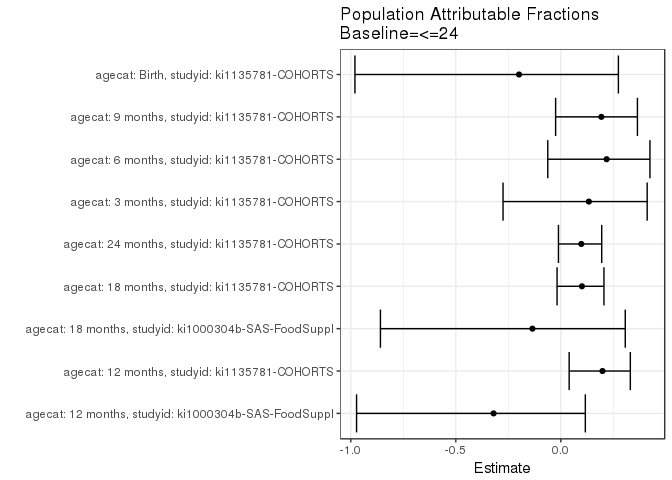 Population Attributable Fractions
Baseline=<=24
agecat: Birth, studyid: ki1135781-COHORTS
agecat: 9 months, studyid: ki1135781-COHORTS
agecat: 6 months, studyid: ki1135781-COHORTS
agecat: 3 months, studyid: ki1135781-COHORTS
agecat: 24 months, studyid: ki1135781-COHORTS
agecat: 18 months, studyid: ki1135781-COHORTS
agecat: 18 months, studyid: ki1000304b-SAS-FoodSuppl
agecat: 12 months, studyid: ki1135781-COHORTS
agecat: 12 months, studyid: ki1000304b-SAS-FoodSuppl
-1.0 -0.5 0.0
Estimate